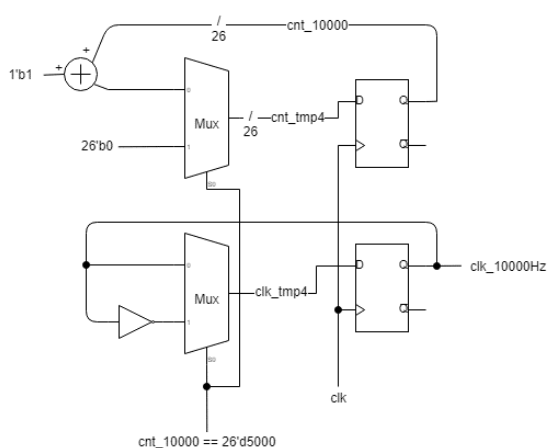 /
26
cnt_10000
+
+
1'b1
0
Mux
/
26
cnt_tmp4
D
Q
26'b0
1
Q
S0
0
Mux
clk_tmp4
D
Q
clk_10000Hz
1
Q
S0
clk
cnt_10000 == 26'd5000